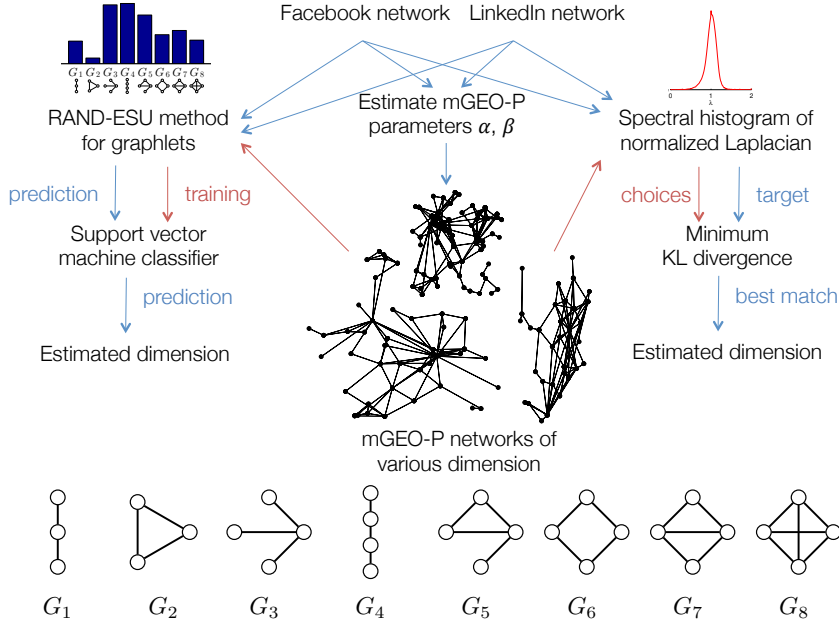 Facebook network
LinkedIn network
G1 G2 G3 G4 G5 G6 G7 G8
0 1 2
λ
RAND-ESU method
for graphlets
Estimate mGEO-P
parameters α, β
Spectral histogram of
normalized Laplacian
prediction
training
choices
target
Support vector
machine classifier
Minimum
KL divergence
prediction
best match
Estimated dimension
Estimated dimension
mGEO-P networks of
various dimension
G1 G2 G3 G4 G5 G6 G7 G8